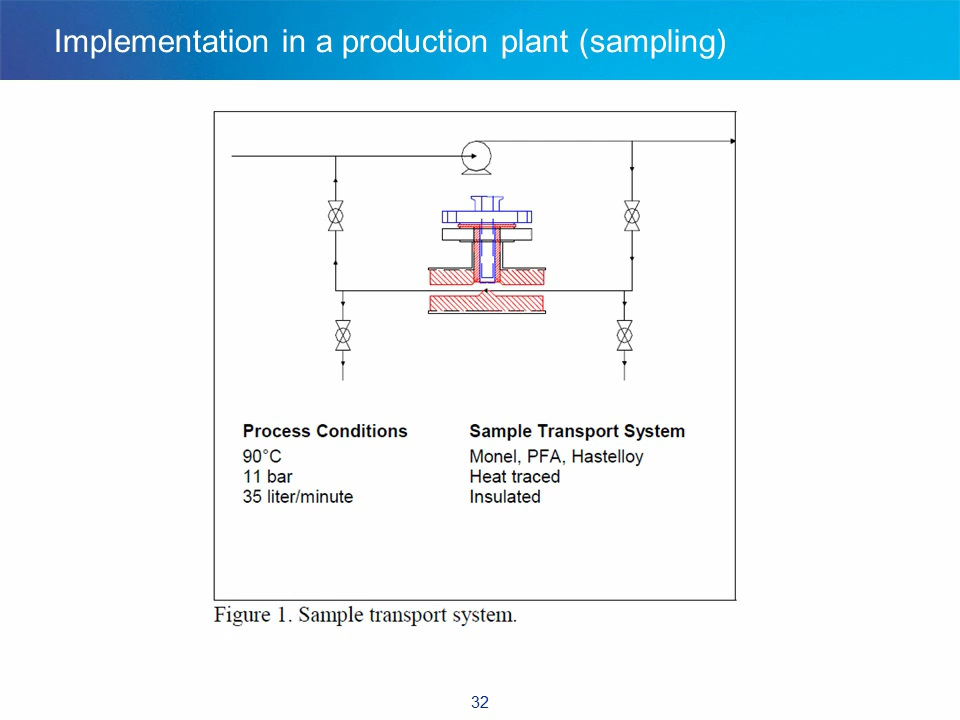 Implementation in a production plant (sampling)
Process Conditions
90°C
11 bar
35 liter/minute
Sample Transport System
Monel, PFA, Hastelloy
Heat traced
Insulated
Figure 1. Sample transport system.
32